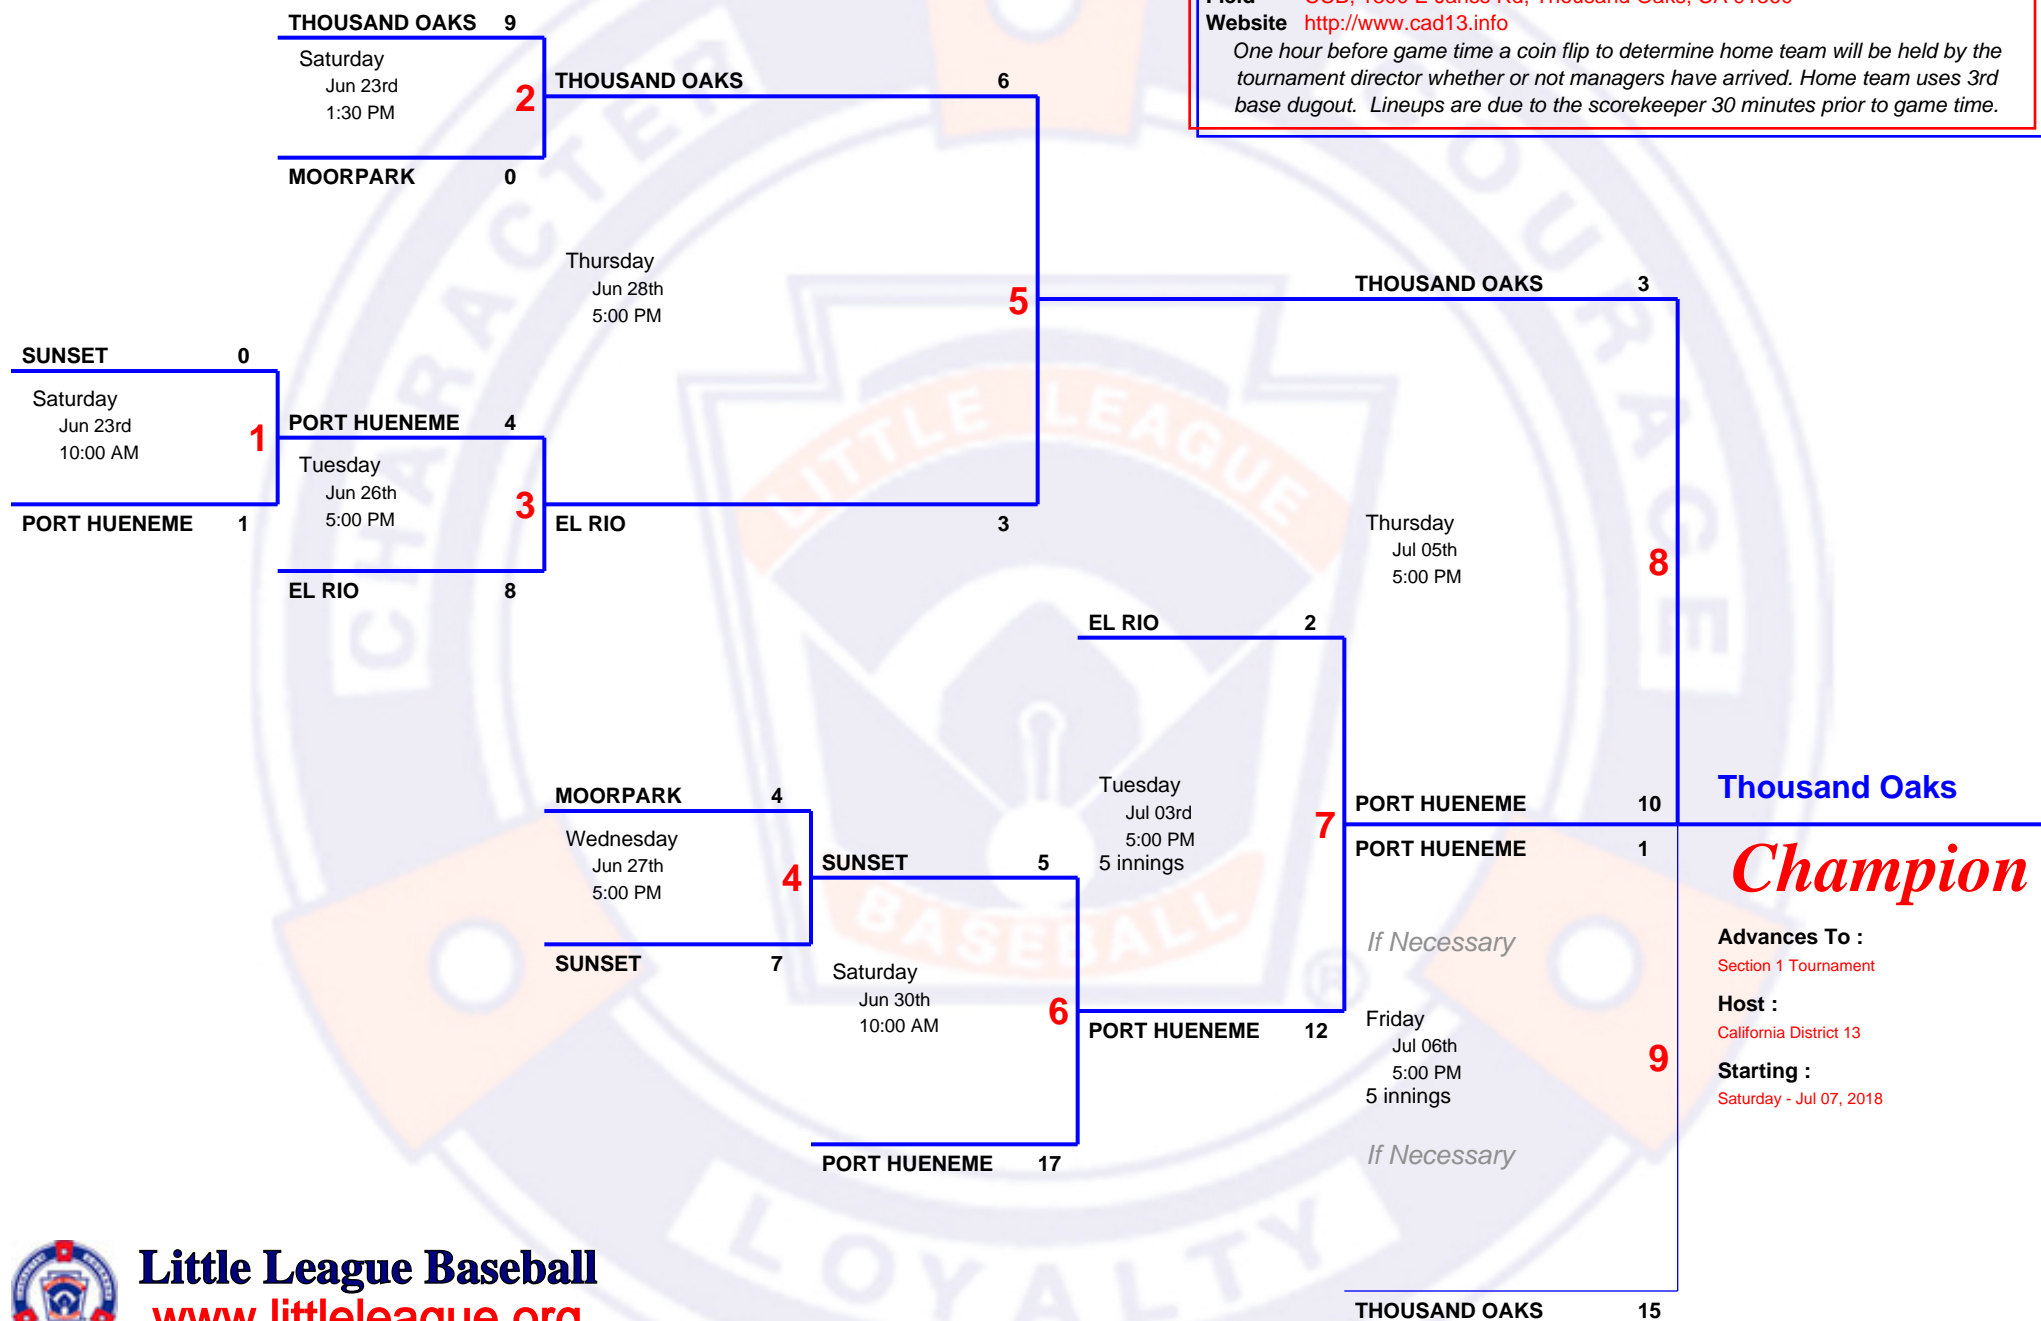 Website http://www.cad13.info
One hour before game time a coin flip to determine home team will be held by the
tournament director whether or not managers have arrived. Home team uses 3rd
base dugout. Lineups are due to the scorekeeper 30 minutes prior to game time.
THOUSAND OAKS 9
Saturday
Jun 23rd
1:30 PM
2
MOORPARK 0
THOUSAND OAKS 6
Thursday
Jun 28th
5:00 PM
5
THOUSAND OAKS 3
SUNSET 0
Saturday
Jun 23rd
10:00 AM
1
PORT HUENEME 1
PORT HUENEME 4
Tuesday
Jun 26th
5:00 PM
3
EL RIO 8
EL RIO 3
Thursday
Jul 05th
5:00 PM
8
EL RIO 2
Tuesday
Jul 03rd
5:00 PM
5 innings
7
MOORPARK 4
Wednesday
Jun 27th
5:00 PM
4
SUNSET 7
SUNSET 5
Saturday
Jun 30th
10:00 AM
6
PORT HUENEME 17
PORT HUENEME 12
PORT HUENEME 10
PORT HUENEME 1
If Necessary
Friday
Jul 06th
5:00 PM
5 innings
9
If Necessary
THOUSAND OAKS 15
Thousand Oaks
Champion
Advances To :
Section 1 Tournament
Host :
California District 13
Starting :
Saturday - Jul 07, 2018
CHARACTER
COURAGE
LOYALTY
LITTLE LEAGUE
BASEBALL
®
Little League Baseball
www.littleleague.org